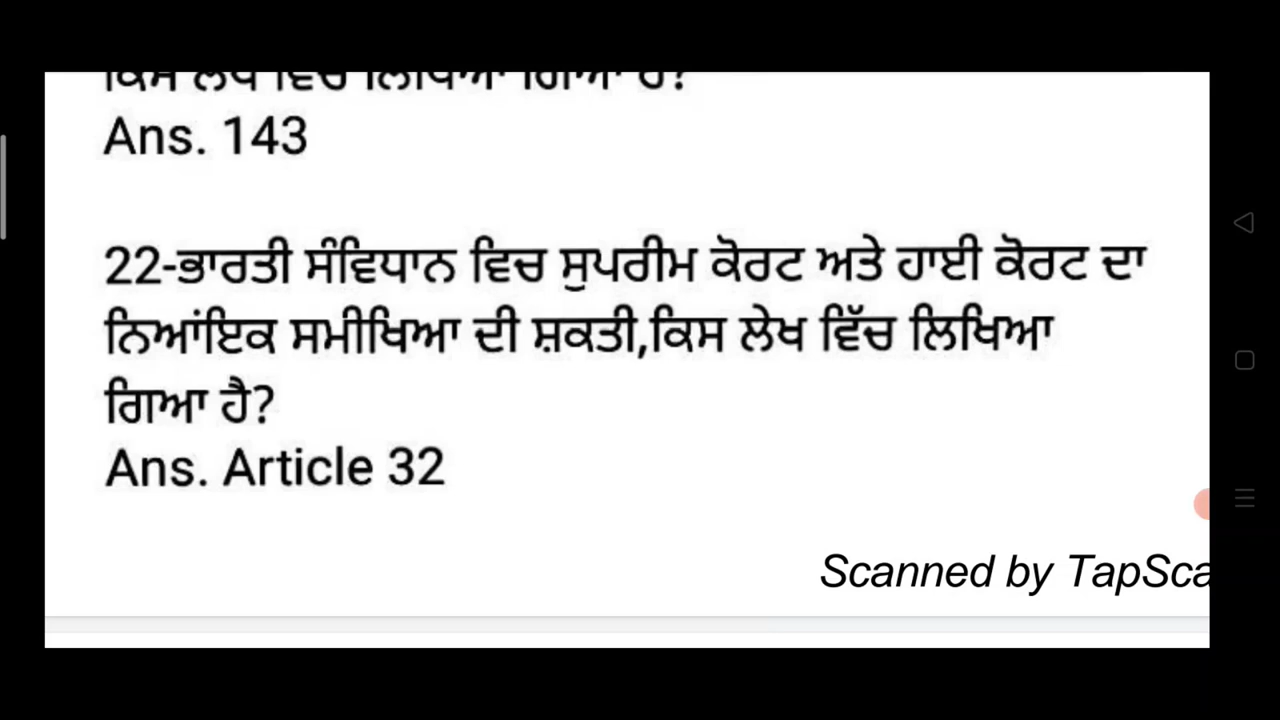 ਕਿਸ ਲੇਖ ਵਿਚ ਲਿਖਿਆ ਗਿਆ ਹੈ?
Ans. 143
22-ਭਾਰਤੀ ਸੰਵਿਧਾਨ ਵਿਚ ਸੁਪਰੀਮ ਕੋਰਟ ਅਤੇ ਹਾਈ ਕੋਰਟ ਦਾ
ਨਿਆਂਇਕ ਸਮੀਖਿਆ ਦੀ ਸ਼ਕਤੀ,ਕਿਸ ਲੇਖ ਵਿੱਚ ਲਿਖਿਆ
ਗਿਆ ਹੈ?
Ans. Article 32
Scanned by TapSca